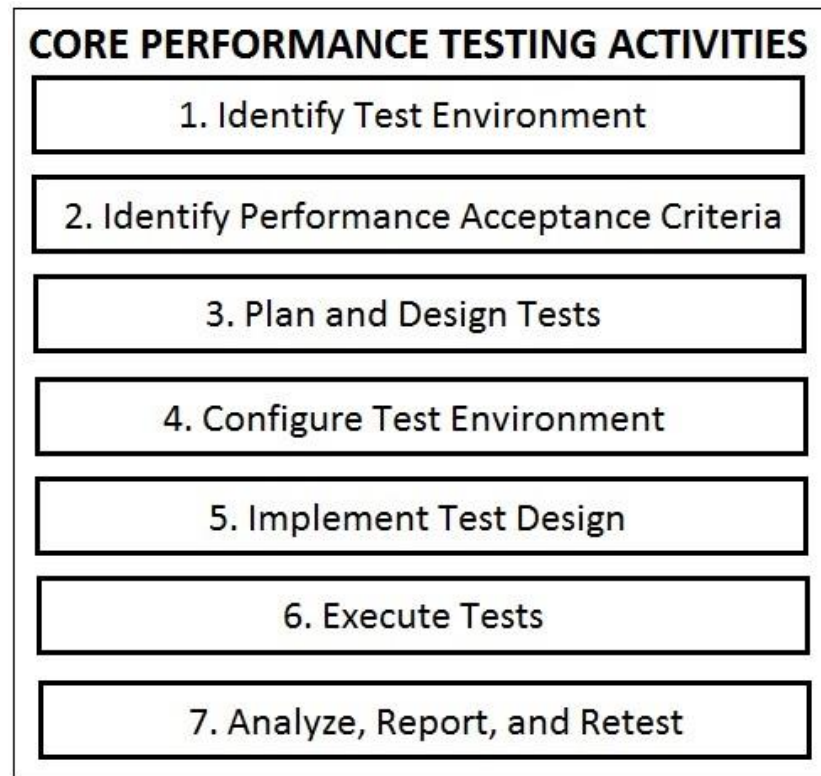 CORE PERFORMANCE TESTING ACTIVITIES
1. Identify Test Environment
2. Identify Performance Acceptance Criteria
3. Plan and Design Tests
4. Configure Test Environment
5. Implement Test Design
6. Execute Tests
7. Analyze, Report, and Retest